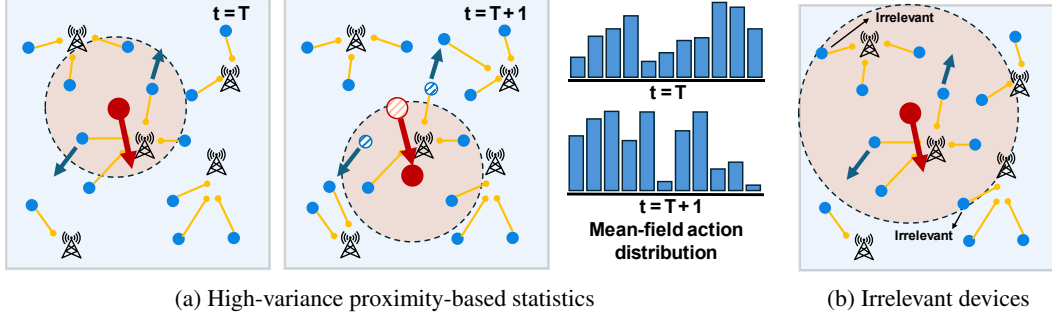 t = T
t = T + 1
t = T
t = T + 1
Mean-field action
distribution
Irrelevant
Irrelevant
(a) High-variance proximity-based statistics
(b) Irrelevant devices